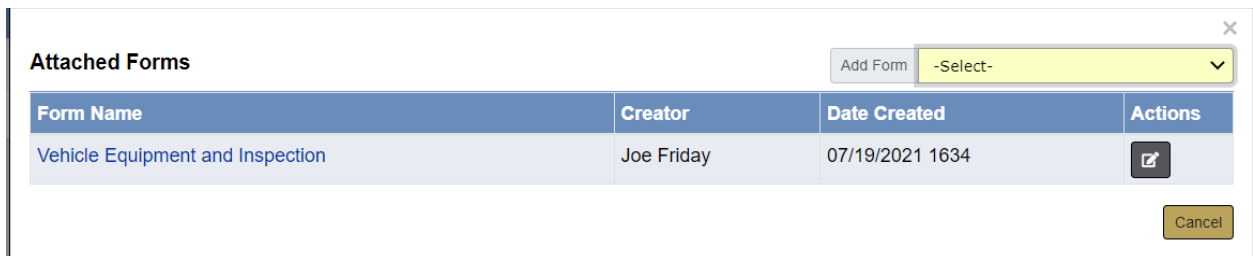 ×
Attached Forms Add Form -Select-
Form Name Creator Date Created Actions
Vehicle Equipment and Inspection Joe Friday 07/19/2021 1634
Cancel